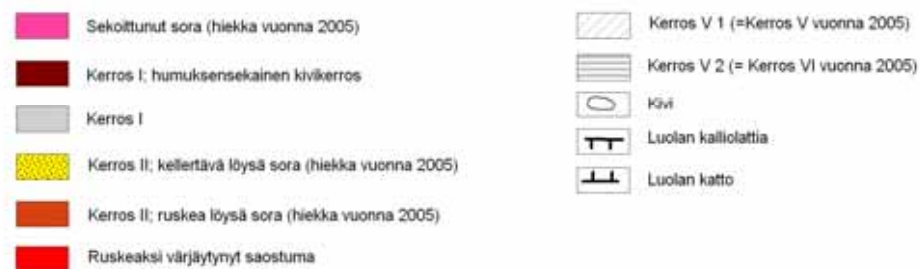 Sekoittunut sora (hiekka vuonna 2005)
Kerros I; humuksensekainen kivikerros
Kerros I
Kerros II; kellertävä löysä sora (hiekka vuonna 2005)
Kerros II; ruskea löysä sora (hiekka vuonna 2005)
Ruskeaksi värjäytynyt saostuma
Kerros V 1 (=Kerros V vuonna 2005)
Kerros V 2 (= Kerros VI vuonna 2005)
Kivi
Luolan kalliolattia
Luolan katto